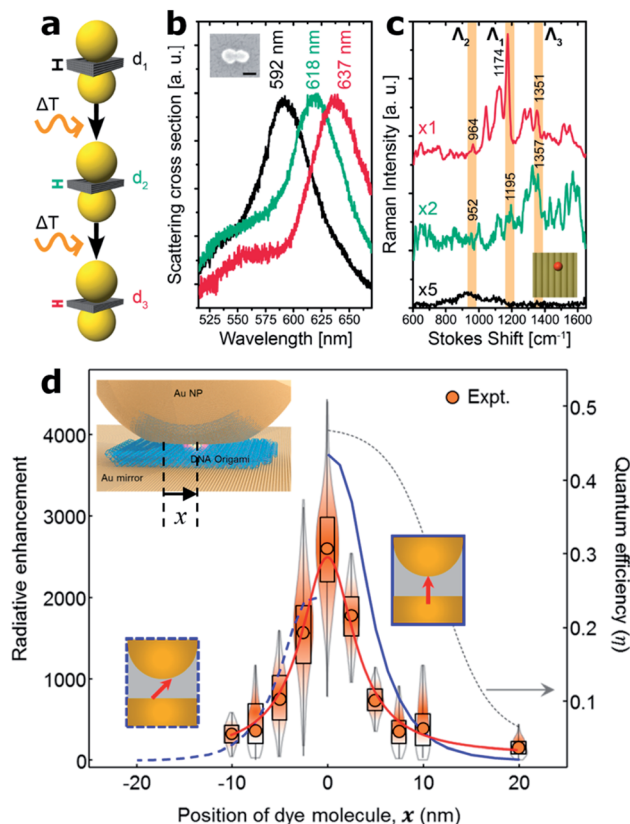 a
d1
ΔT
d2
ΔT
d3
b
592 nm
618 nm
637 nm
Scattering cross section [a. u.]
525 550 575 600 625 650
Wavelength [nm]
c
Λ2 Λ1 Λ3
1174
1351
964
x1
1357
1195
952
x2
x5
Raman Intensity [a. u.]
600 800 1000 1200 1400 1600
Stokes Shift [cm-1]
d
Au NP
DNA Origami
Au mirror
x
Expt.
4000
3000
2000
1000
0
Radiative enhancement
0.5
0.4
0.3
0.2
0.1
Quantum efficiency (η)
-20 -10 0 10 20
Position of dye molecule, x (nm)